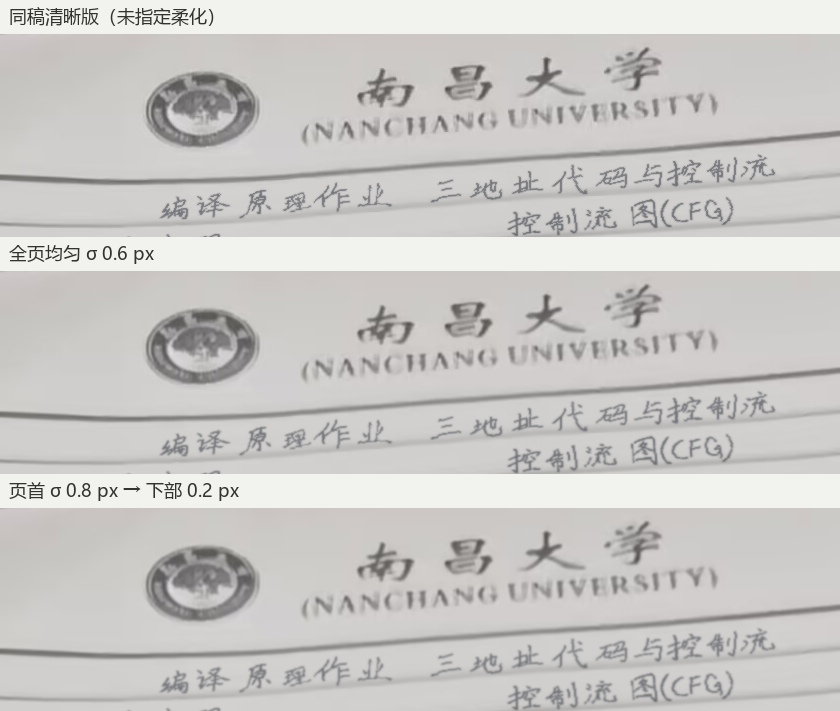 同稿清晰版（未指定柔化）
南昌大学
(NANCHANG UNIVERSITY)
编译原理作业 三地址代码与控制流
控制流图(CFG)
全页均匀 σ 0.6 px
南昌大学
(NANCHANG UNIVERSITY)
编译原理作业 三地址代码与控制流
控制流图(CFG)
页首 σ 0.8 px → 下部 0.2 px
南昌大学
(NANCHANG UNIVERSITY)
编译原理作业 三地址代码与控制流
控制流图(CFG)